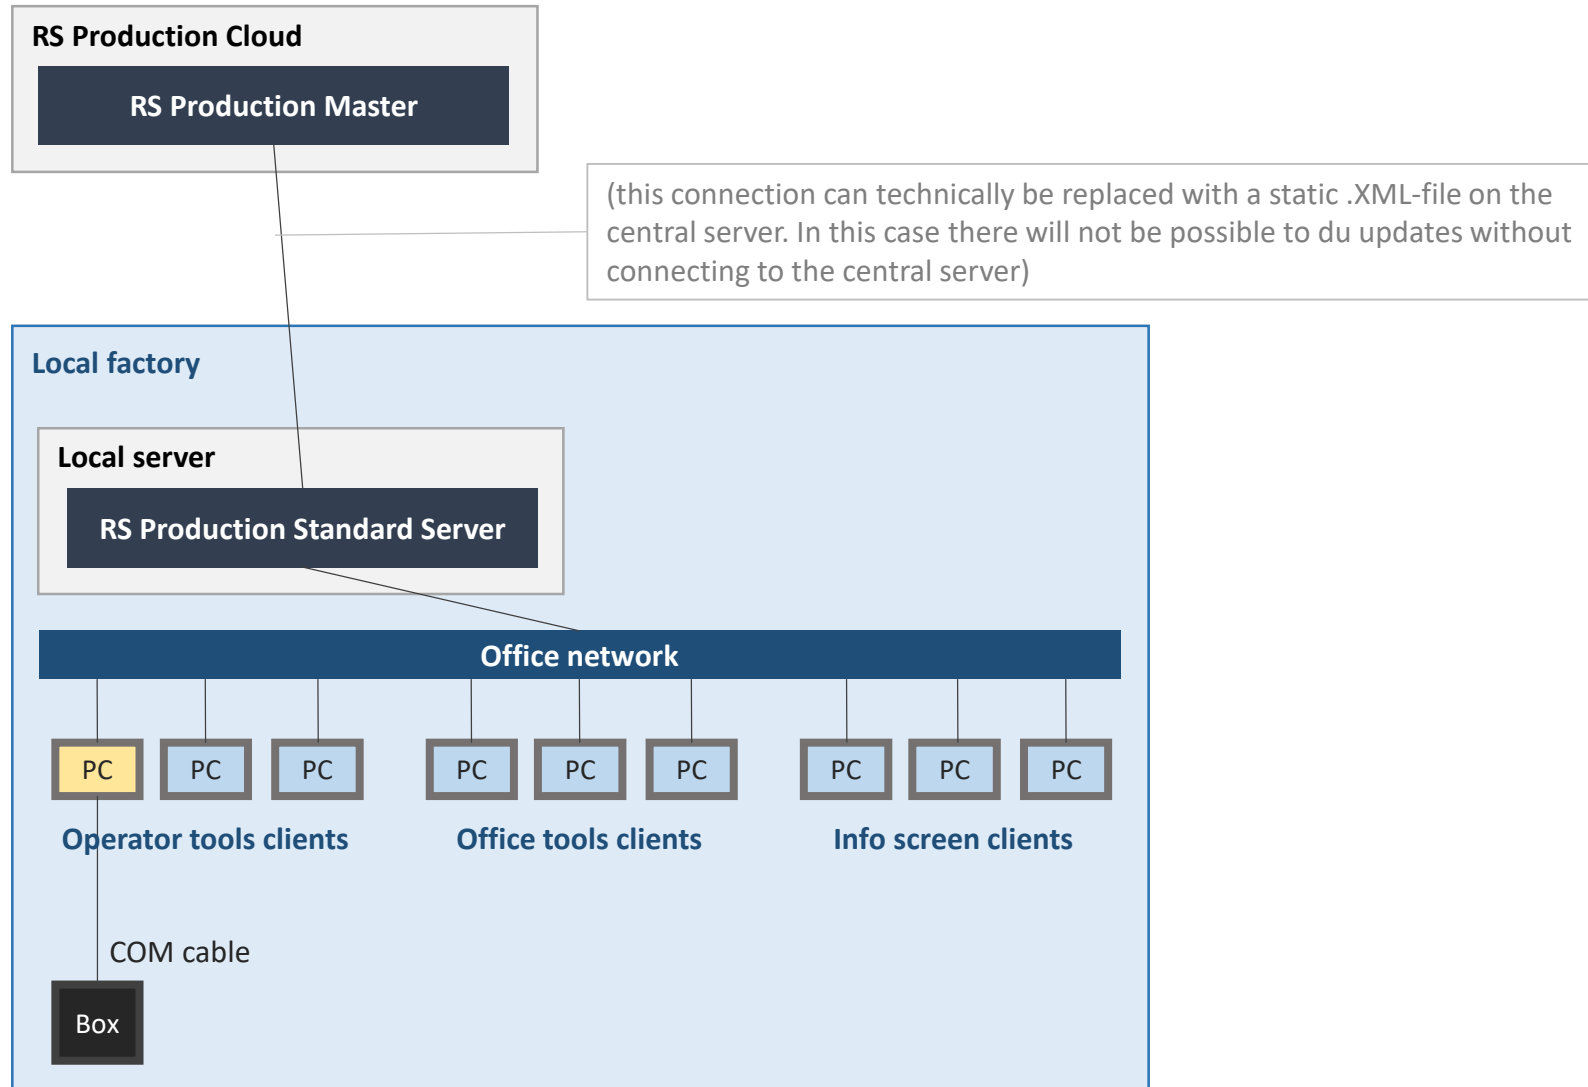 RS Production Cloud
RS Production Master
(this connection can technically be replaced with a static .XML-file on the
central server. In this case there will not be possible to du updates without
connecting to the central server)
Local factory
Local server
RS Production Standard Server
Office network
PC PC PC PC PC PC PC PC PC
Operator tools clients Office tools clients Info screen clients
COM cable
Box